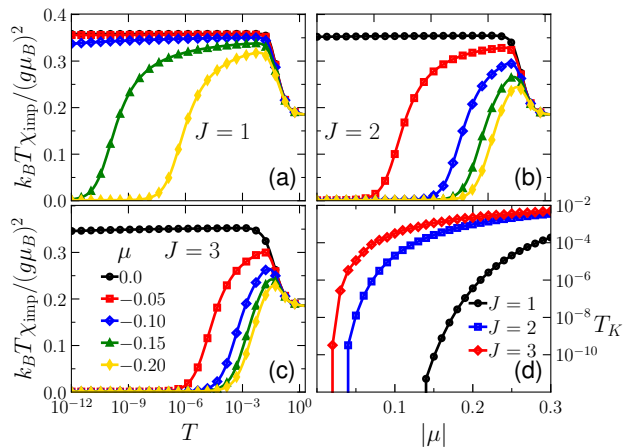 0.4
0.3
0.2
0.1
0.0
k_B Tχ_imp/(gμ_B)^2
J = 1
(a)
J = 2
(b)
0.3
0.2
0.1
0.0
k_B Tχ_imp/(gμ_B)^2
μ
J = 3
0.0
−0.05
−0.10
−0.15
−0.20
(c)
10^−12
10^−9
10^−6
10^−3
10^0
T
J = 1
J = 2
J = 3
(d)
10^−2
10^−4
10^−6
10^−8
10^−10
T_K
0.1
0.2
0.3
|μ|